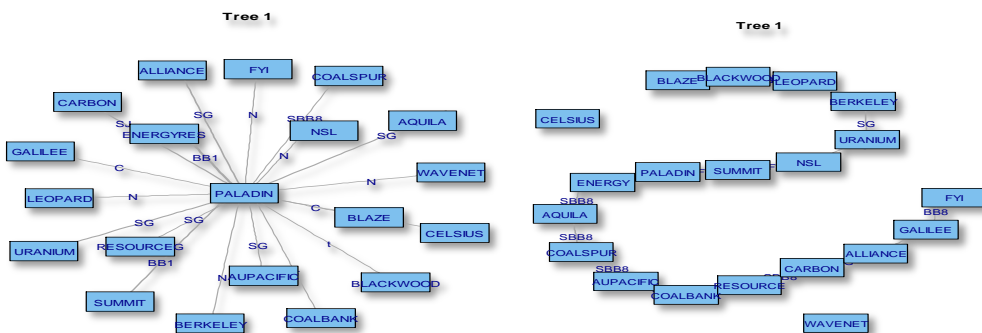 Tree 1
ALLIANCE
FYI
COALSPUR
CARBON
SG
N
SBB8
ENERGYRES
NSL
AQUILA
SG
GALILEE
BB1
N
C
WAVENET
N
LEOPARD
N
PALADIN
C
BLAZE
CELSIUS
URANIUM
SG
SG
RESOURCEG
BB1
SG
t
SUMMIT
N
AUPACIFIC
BLACKWOOD
BERKELEY
COALBANK
Tree 1
BLAZE
BLACKWOOD
LEOPARD
BERKELEY
CELSIUS
SG
URANIUM
NSL
SUMMIT
PALADIN
ENERGY
SBB8
AQUILA
SBB8
COALSPUR
SBB8
AUPACIFIC
COALBANK
RESOURCE
CARBON
ALLIANCE
GALILEE
BB8
FYI
WAVENET